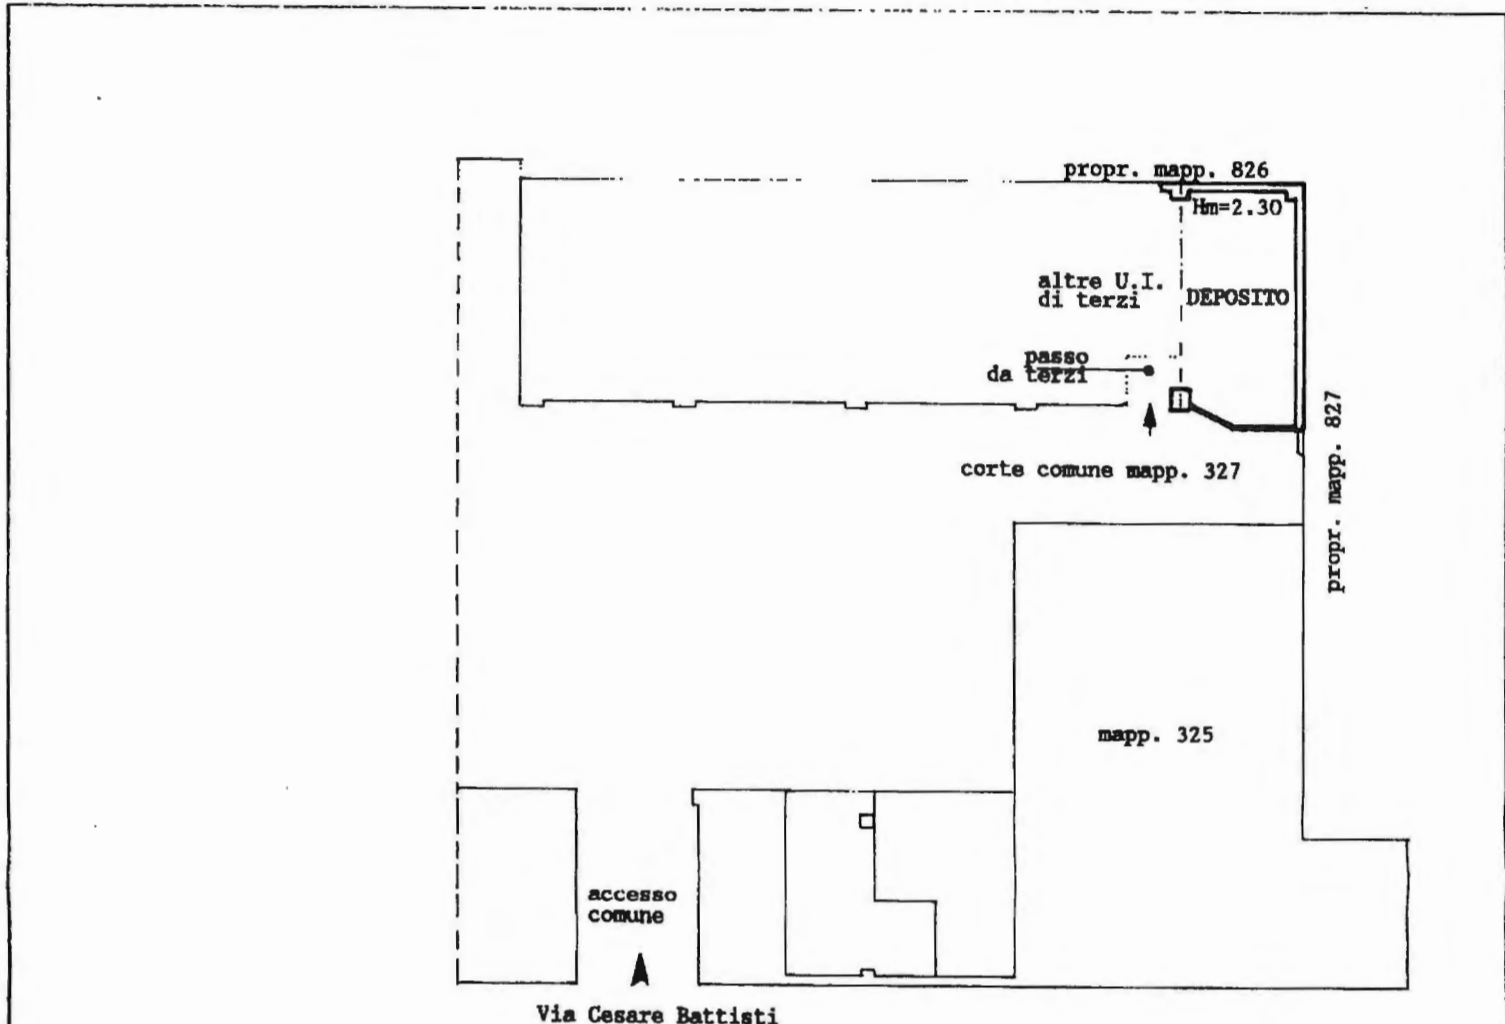 propr. mapp. 826
Hm=2.30
altre U.I.
di terzi
DEPOSITO
passo
da terzi
propr. mapp. 827
corte comune mapp. 327
mapp. 325
accesso
comune
Via Cesare Battisti